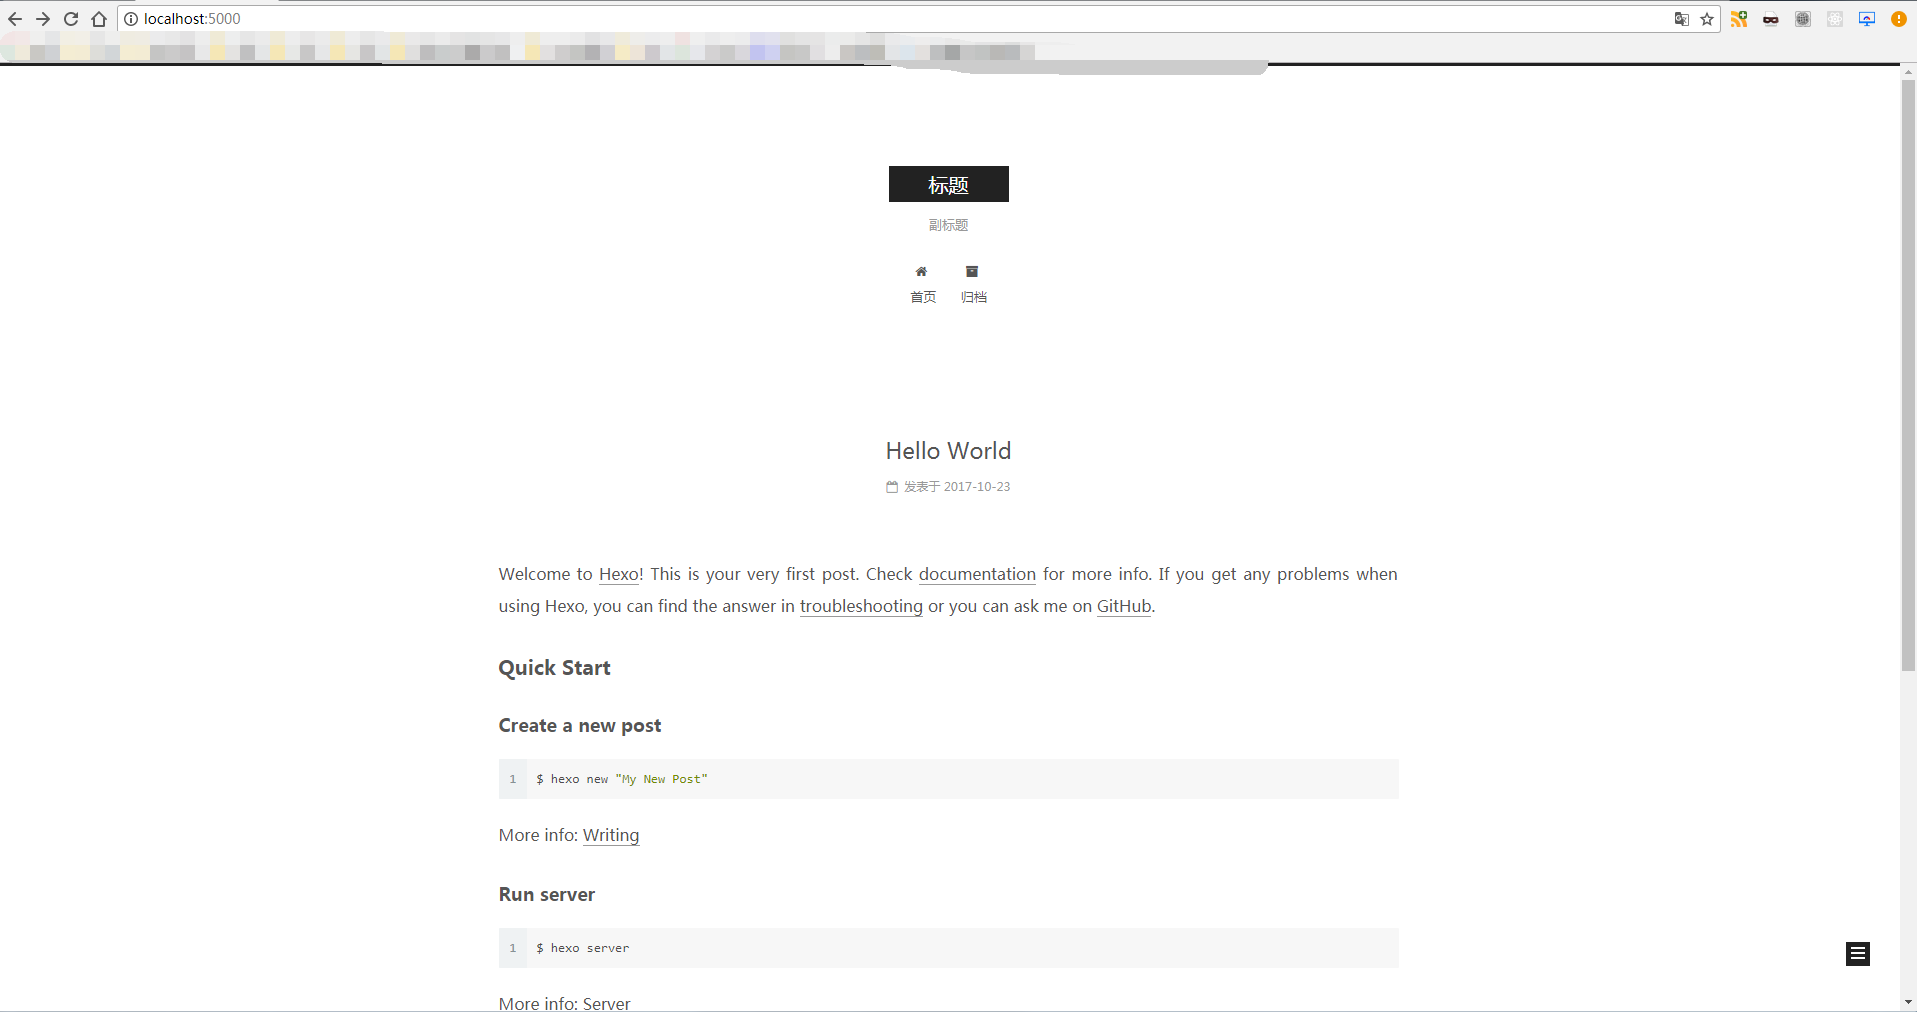 localhost:5000
标题
副标题
首页 归档
Hello World
发表于 2017-10-23
Welcome to Hexo! This is your very first post. Check documentation for more info. If you get any problems when
using Hexo, you can find the answer in troubleshooting or you can ask me on GitHub.
Quick Start
Create a new post
1 $ hexo new "My New Post"
More info: Writing
Run server
1 $ hexo server
More info: Server